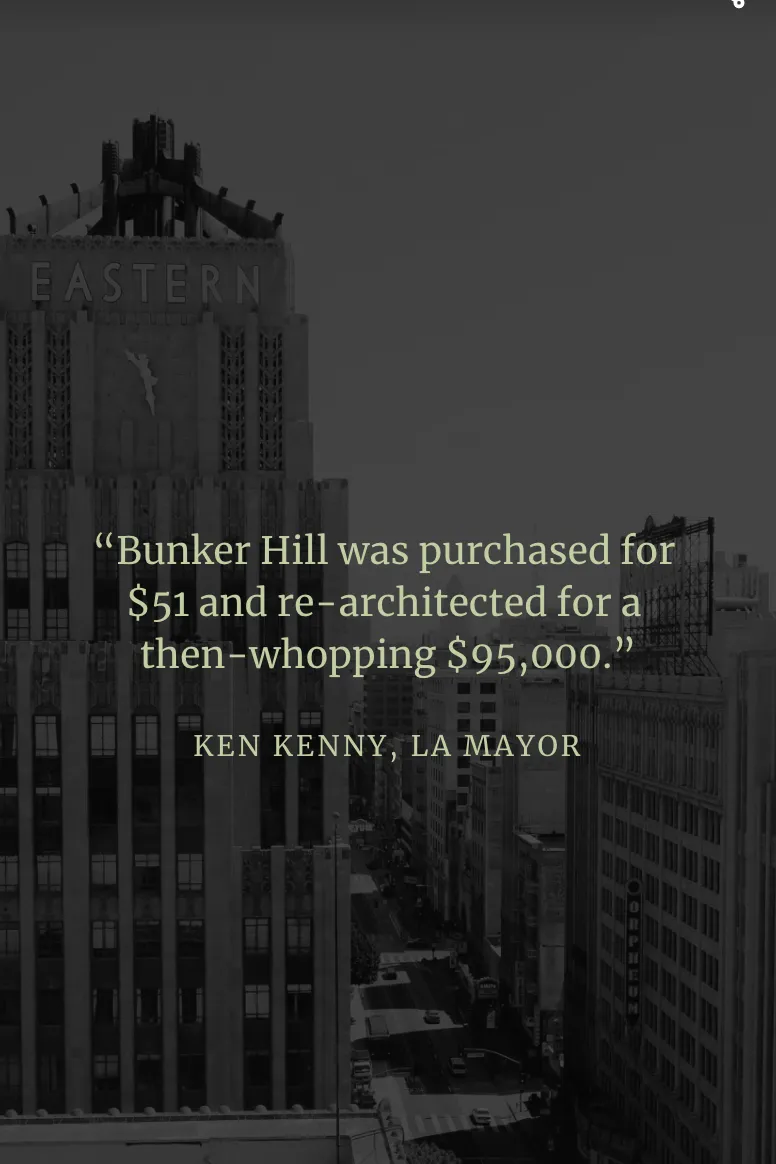 EASTERN
“Bunker Hill was purchased for
$51 and re-architected for a
then-whopping $95,000.”
KEN KENNY, LA MAYOR
ORPHEUM